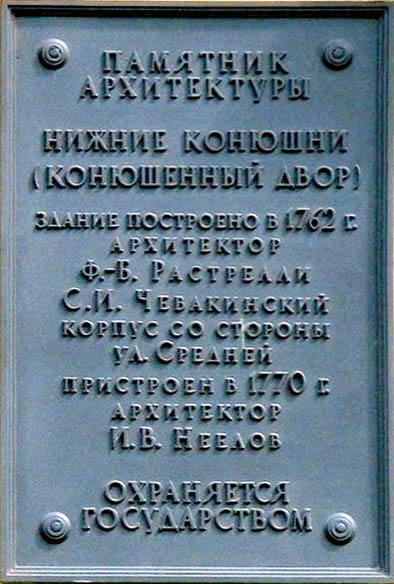 ПАМЯТНИК
АРХИТЕКТУРЫ
НИЖНИЕ КОНЮШНИ
(КОНЮШЕННЫЙ ДВОР)
ЗДАНИЕ ПОСТРОЕНО В 1762 Г.
АРХИТЕКТОР
Ф.-Б. РАСТРЕЛЛИ
С.И. ЧЕВАКИНСКИЙ
КОРПУС СО СТОРОНЫ
УЛ. СРЕДНЕЙ
ПРИСТРОЕН В 1770 Г.
АРХИТЕКТОР
И.В. НЕЕЛОВ
ОХРАНЯЕТСЯ
ГОСУДАРСТВОМ